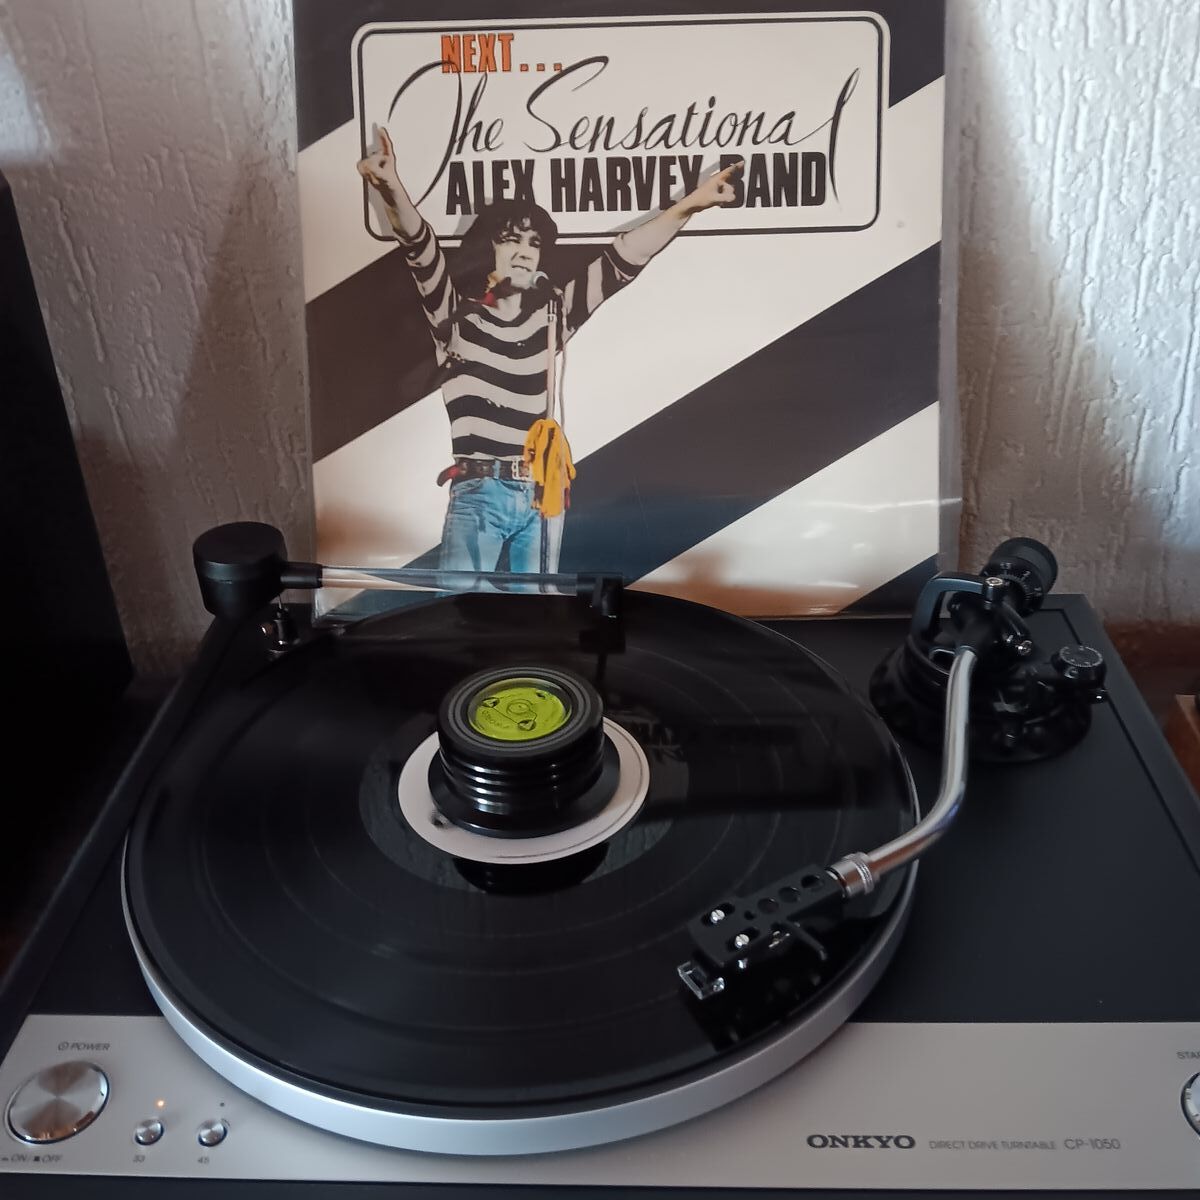 NEXT...
The Sensational
ALEX HARVEY BAND
POWER
ON/ OFF
33
45
ONKYO DIRECT DRIVE TURNTABLE CP-1050